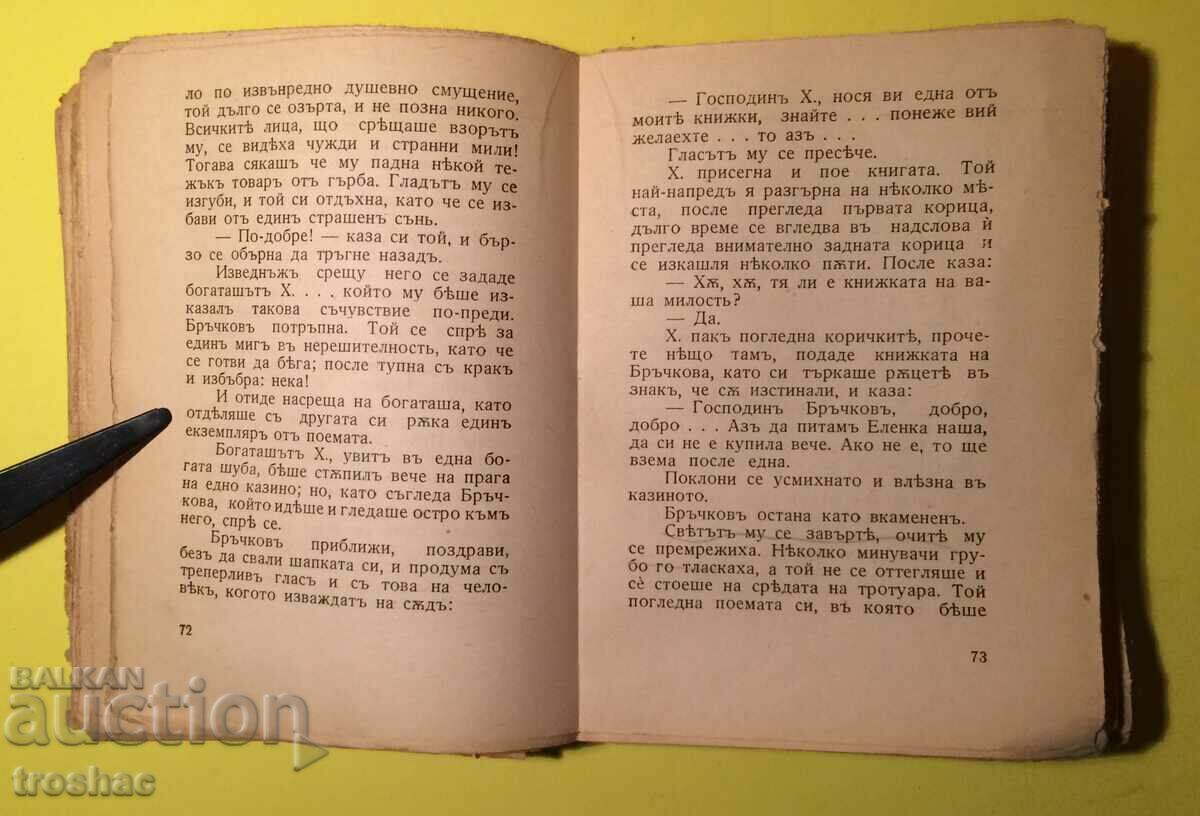 ло по извънредно душевно смущение,
той дълго се озърта, и не позна никого.
Всичкитѣ лица, що срѣщаше взорътъ
му, се видѣха чужди и странни мили!
Тогава сякашъ че му падна нѣкой те-
жъкъ товаръ отъ гърба. Гладътъ му се
изгуби, и той си отдъхна, като че се из-
бави отъ единъ страшенъ сънь.
— По-добре! — каза си той, и бър-
зо се обърна да тръгне назадъ.
Изведнъжъ срещу него се зададе
богаташътъ Х. . . . който му бѣше из-
казалъ такова съчувствие по-преди.
Бръчковъ потръпна. Той се спрѣ за
единъ мигъ въ нерешителность, като че
се готви да бѣга; после тупна съ кракъ
и избъбра: нека!
И отиде насреща на богаташа, като
отдѣляше съ другата си рѫка единъ
екземпляръ отъ поемата.
Богаташътъ Х., увитъ въ една бо-
гата шуба, бѣше стѫпилъ вече на прага
на едно казино; но, като съгледа Бръч-
кова, който идѣше и гледаше остро къмъ
него, спрѣ се.
Бръчковъ приближи, поздрави,
безъ да свали шапката си, и продума съ
треперливъ гласъ и съ това на чело-
вѣкъ, когото изваждатъ на сѫдъ:
72
— Господинъ Х., нося ви една отъ
моитѣ книжки, знайте . . . понеже вий
желаехте . . . то азъ . . .
Гласътъ му се пресѣче.
Х. присегна и пое книгата. Той
най-напредъ я разгърна на нѣколко мѣ-
ста, после прегледа първата корица,
дълго време се вгледва въ надслова ѝ
прегледа внимателно задната корица и
се изкашля нѣколко пѫти. После каза:
— Хѫ, хѫ, тя ли е книжката на ва-
ша милость?
— Да.
Х. пакъ погледна коричкитѣ, проче-
те нѣщо тамъ, подаде книжката на
Бръчкова, като си търкаше рѫцетѣ въ
знакъ, че сѫ изстинали, и каза:
— Господинъ Бръчковъ, добро,
добро . . . Азъ да питамъ Еленка наша,
да си не е купила вече. Ако не е, то ще
взема после една.
Поклони се усмихнато и влѣзна въ
казиното.
Бръчковъ остана като вкамененъ.
Свѣтътъ му се завъртѣ, очитѣ му
се премрежиха. Нѣколко минувачи гру-
бо го тласкаха, а той не се оттегляше и
сѐ стоеше на срѣдата на тротуара. Той
погледна поемата си, въ която бѣше
73
BALKAN
auction
troshac